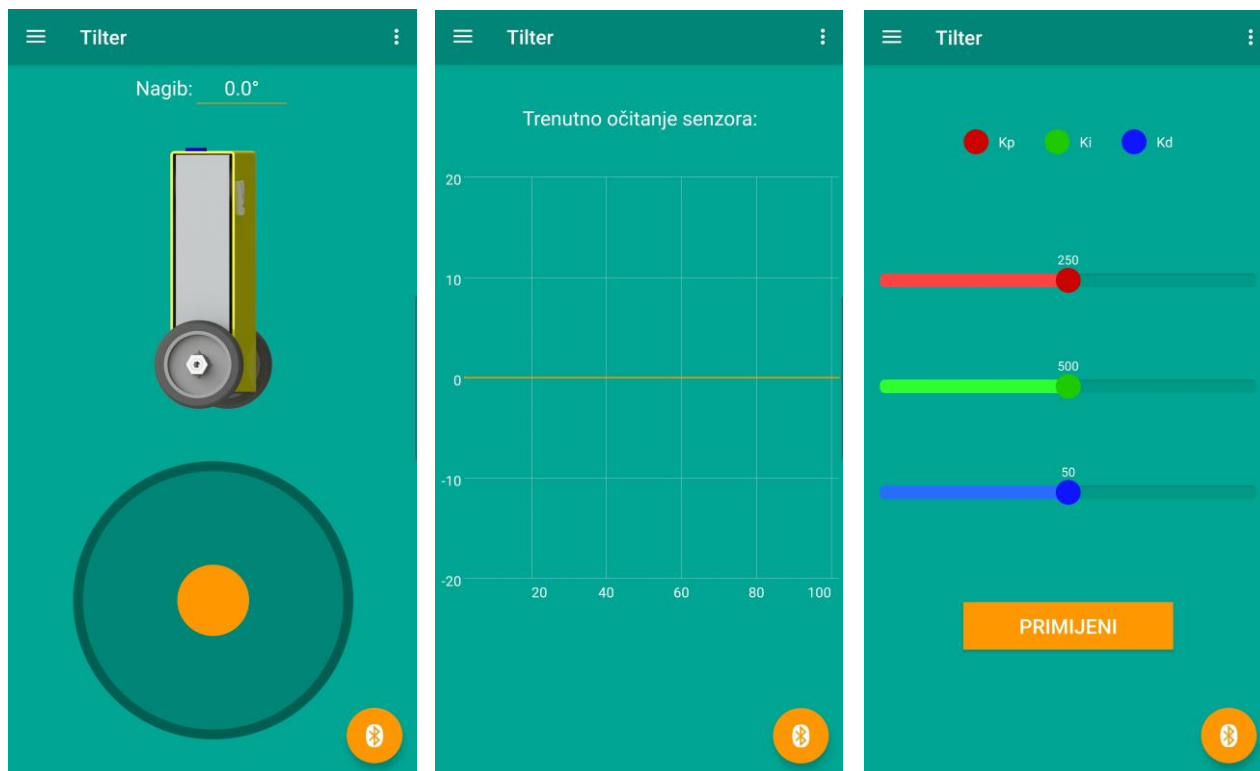 Tilter
Nagib: 0.0°
Tilter
Trenutno očitanje senzora:
20
10
0
-10
-20
20 40 60 80 100
Tilter
Kp Ki Kd
250
500
50
PRIMIJENI